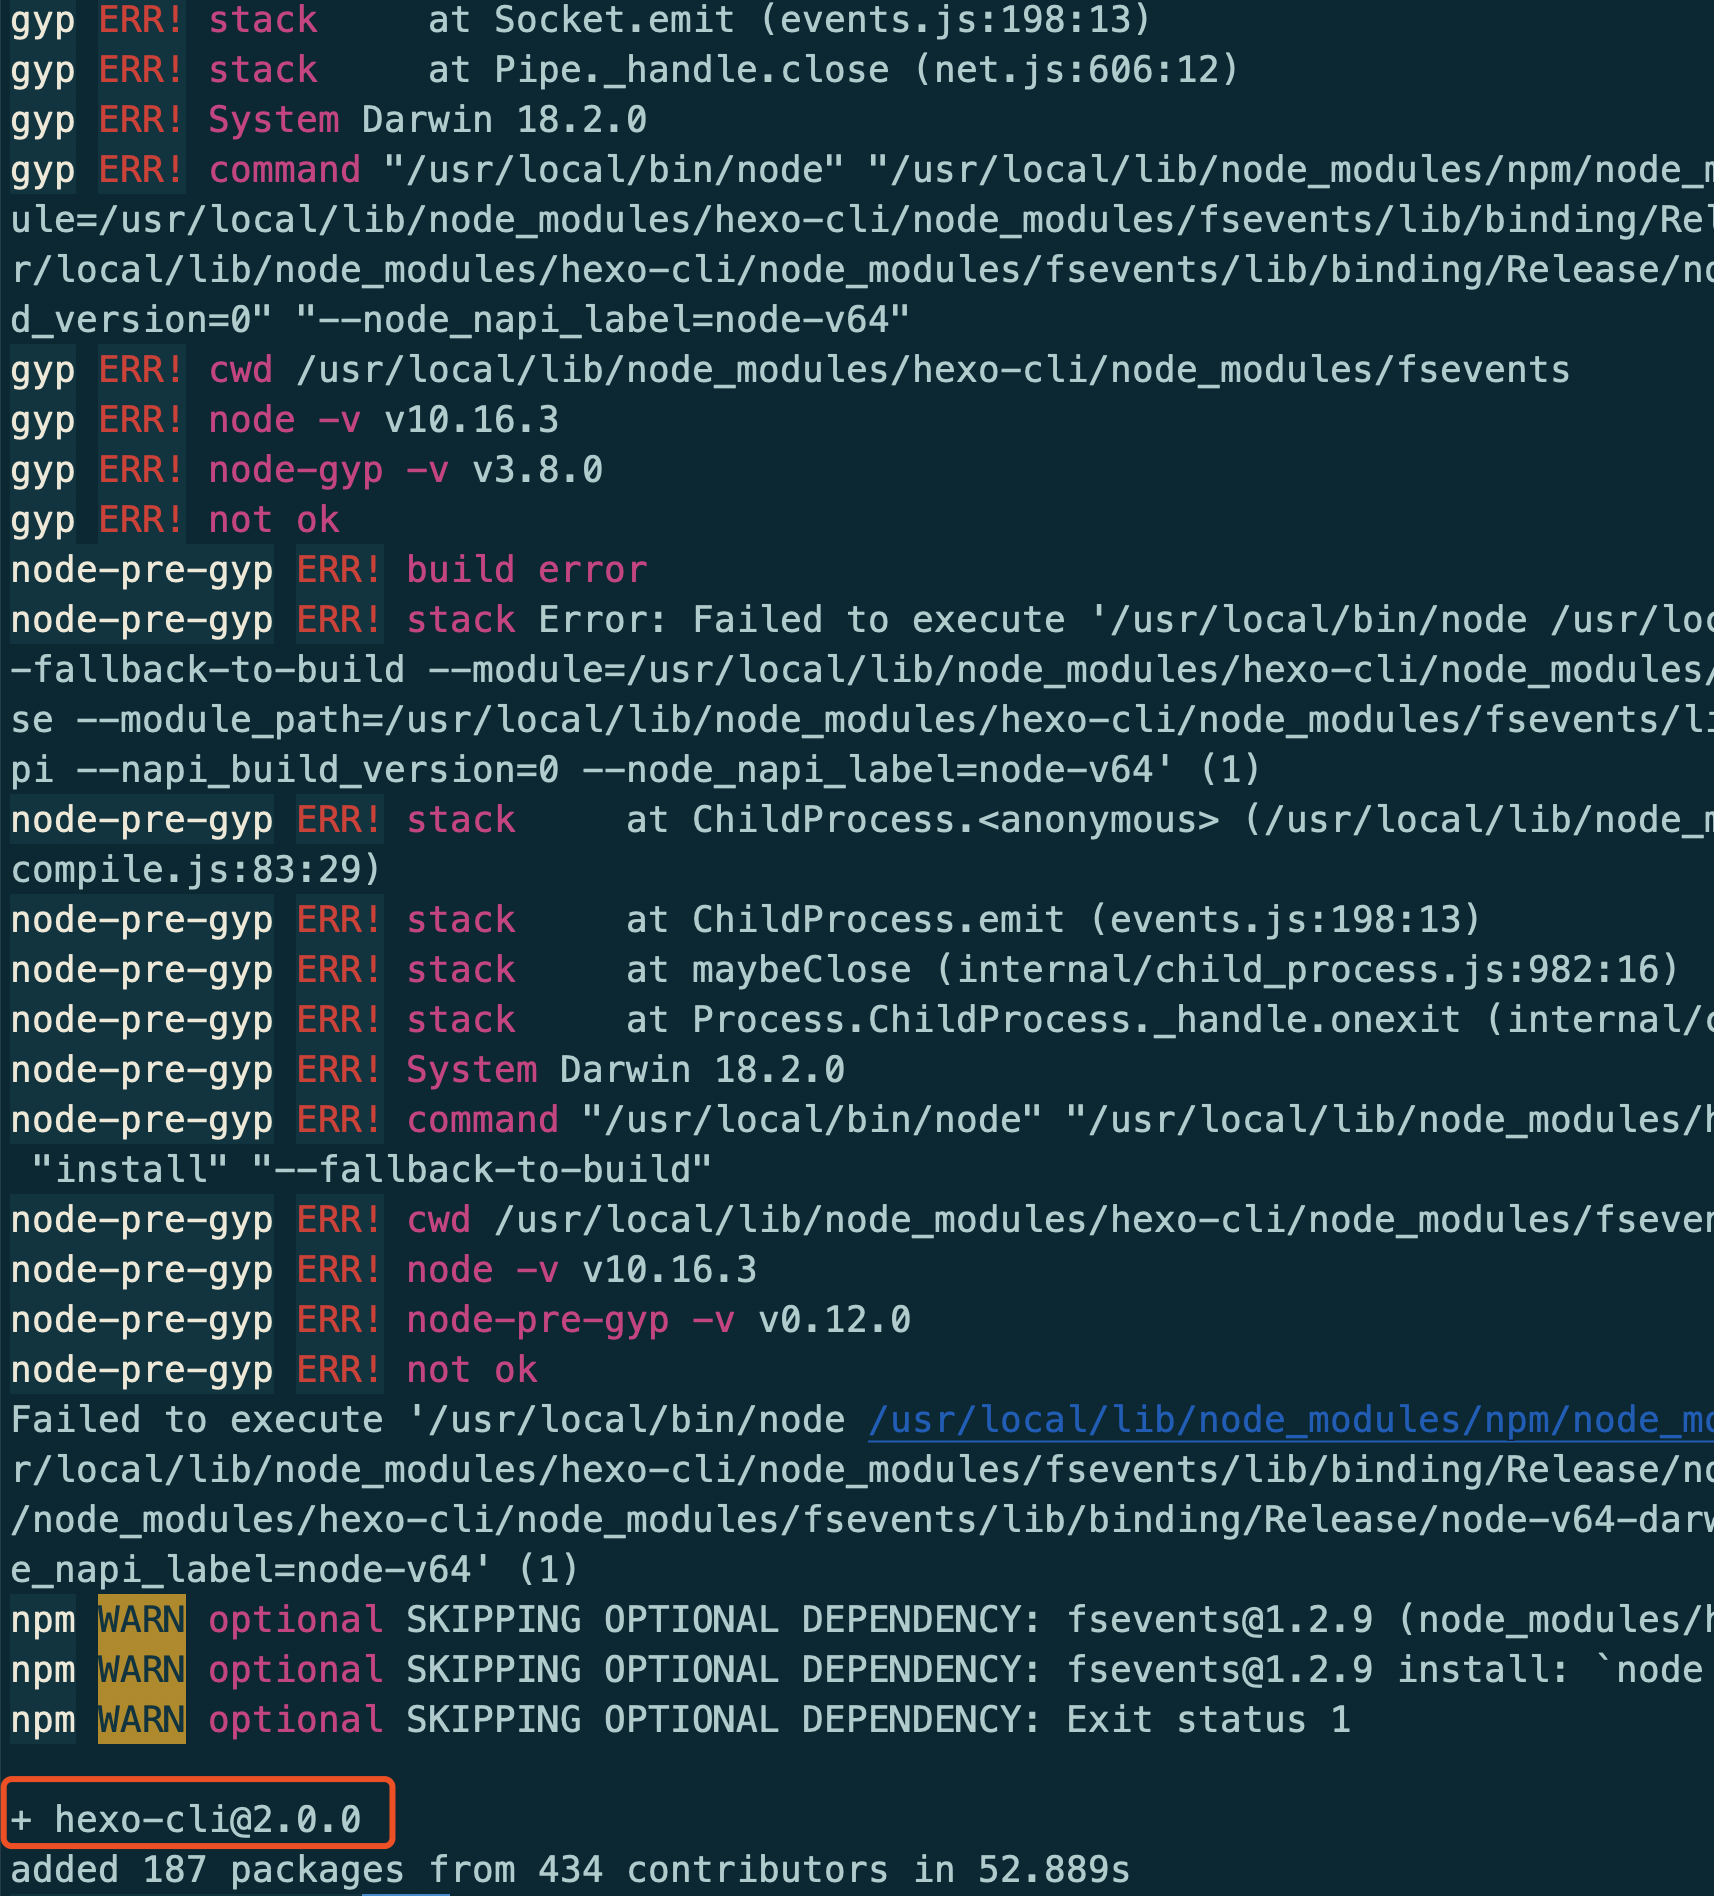 gyp ERR! stack     at Socket.emit (events.js:198:13)
gyp ERR! stack     at Pipe._handle.close (net.js:606:12)
gyp ERR! System Darwin 18.2.0
gyp ERR! command "/usr/local/bin/node" "/usr/local/lib/node_modules/npm/node_m
ule=/usr/local/lib/node_modules/hexo-cli/node_modules/fsevents/lib/binding/Rel
r/local/lib/node_modules/hexo-cli/node_modules/fsevents/lib/binding/Release/no
d_version=0" "--node_napi_label=node-v64"
gyp ERR! cwd /usr/local/lib/node_modules/hexo-cli/node_modules/fsevents
gyp ERR! node -v v10.16.3
gyp ERR! node-gyp -v v3.8.0
gyp ERR! not ok
node-pre-gyp ERR! build error
node-pre-gyp ERR! stack Error: Failed to execute '/usr/local/bin/node /usr/loc
-fallback-to-build --module=/usr/local/lib/node_modules/hexo-cli/node_modules/
se --module_path=/usr/local/lib/node_modules/hexo-cli/node_modules/fsevents/li
pi --napi_build_version=0 --node_napi_label=node-v64' (1)
node-pre-gyp ERR! stack     at ChildProcess.<anonymous> (/usr/local/lib/node_m
compile.js:83:29)
node-pre-gyp ERR! stack     at ChildProcess.emit (events.js:198:13)
node-pre-gyp ERR! stack     at maybeClose (internal/child_process.js:982:16)
node-pre-gyp ERR! stack     at Process.ChildProcess._handle.onexit (internal/c
node-pre-gyp ERR! System Darwin 18.2.0
node-pre-gyp ERR! command "/usr/local/bin/node" "/usr/local/lib/node_modules/h
 "install" "--fallback-to-build"
node-pre-gyp ERR! cwd /usr/local/lib/node_modules/hexo-cli/node_modules/fseven
node-pre-gyp ERR! node -v v10.16.3
node-pre-gyp ERR! node-pre-gyp -v v0.12.0
node-pre-gyp ERR! not ok
Failed to execute '/usr/local/bin/node /usr/local/lib/node_modules/npm/node_mo
r/local/lib/node_modules/hexo-cli/node_modules/fsevents/lib/binding/Release/no
/node_modules/hexo-cli/node_modules/fsevents/lib/binding/Release/node-v64-darw
e_napi_label=node-v64' (1)
npm WARN optional SKIPPING OPTIONAL DEPENDENCY: fsevents@1.2.9 (node_modules/h
npm WARN optional SKIPPING OPTIONAL DEPENDENCY: fsevents@1.2.9 install: `node
npm WARN optional SKIPPING OPTIONAL DEPENDENCY: Exit status 1
+ hexo-cli@2.0.0
added 187 packages from 434 contributors in 52.889s